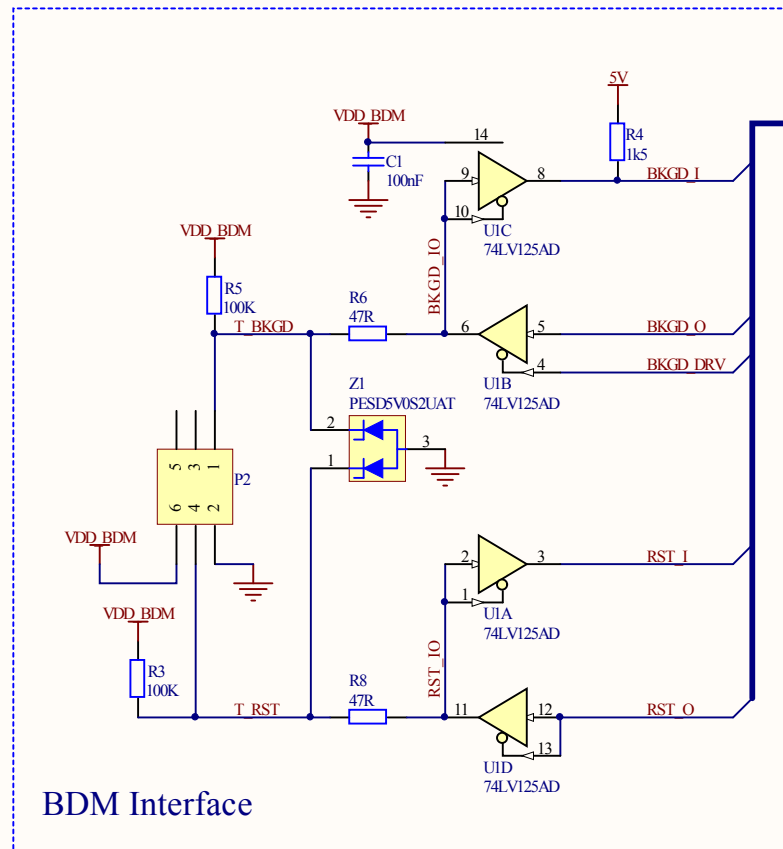 5V
VDD_BDM
14
R4
1k5
C1
100nF
9
8
BKGD_I
10
U1C
74LV125AD
VDD_BDM
BKGD_IO
R5
100K
R6
47R
T_BKGD
6
5
BKGD_O
4
BKGD_DRV
U1B
74LV125AD
Z1
PESD5V0S2UAT
2
3
1
5
3
1
P2
6
4
2
VDD_BDM
2
3
RST_I
1
U1A
74LV125AD
VDD_BDM
RST_IO
R3
100K
R8
47R
T_RST
11
12
RST_O
13
U1D
74LV125AD
BDM Interface